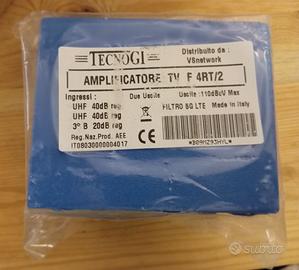 TECNOGI
Distribuito da :
VSnetwork
AMPLIFICATORE TV F 4RT/2
Ingressi :
Due Uscite
Uscite :110dBuV Max
UHF 40dB reg
UHF 40dB reg
FILTRO 5G LTE
Made in Italy
3° B 20dB reg
Reg.Naz.Prod. AEE
IT08030000004017
*B09MZ93HYL*
subito